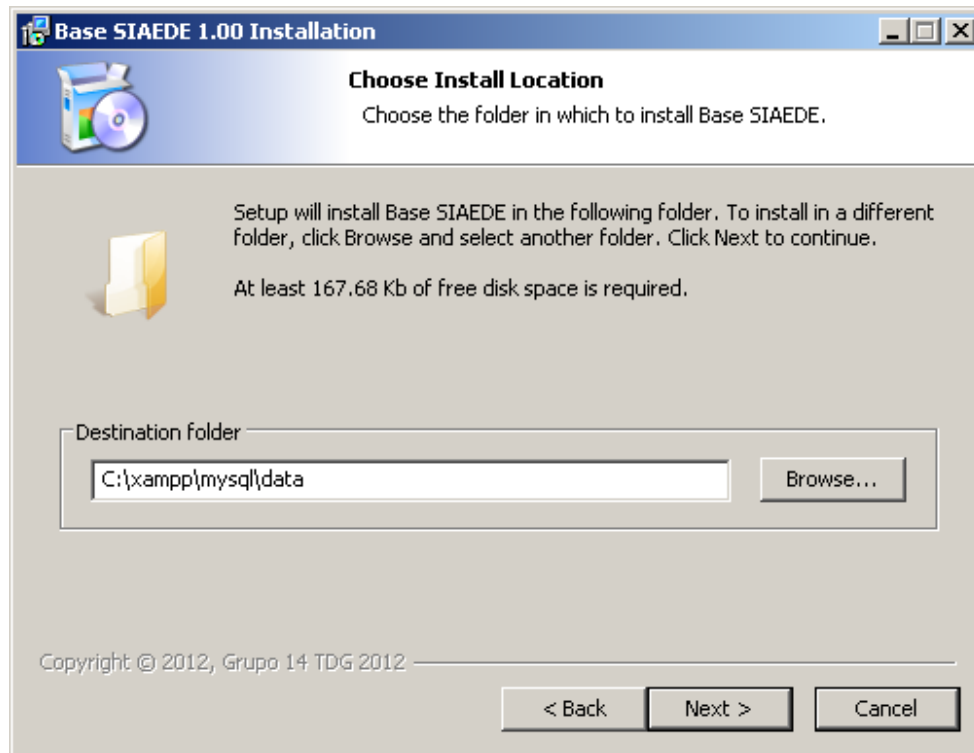 Base SIAEDE 1.00 Installation
Choose Install Location
Choose the folder in which to install Base SIAEDE.
Setup will install Base SIAEDE in the following folder. To install in a different
folder, click Browse and select another folder. Click Next to continue.
At least 167.68 Kb of free disk space is required.
Destination folder
C:\xampp\mysql\data
Browse...
Copyright © 2012, Grupo 14 TDG 2012
< Back
Next >
Cancel